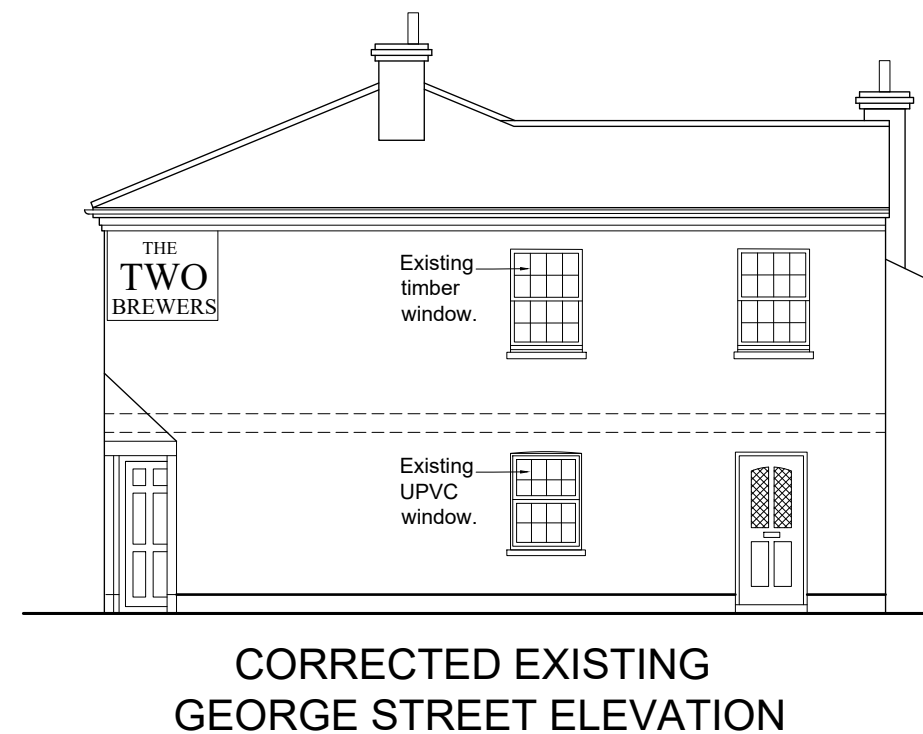 THE
TWO
BREWERS
Existing
timber
window.
Existing
UPVC
window.
CORRECTED EXISTING
GEORGE STREET ELEVATION